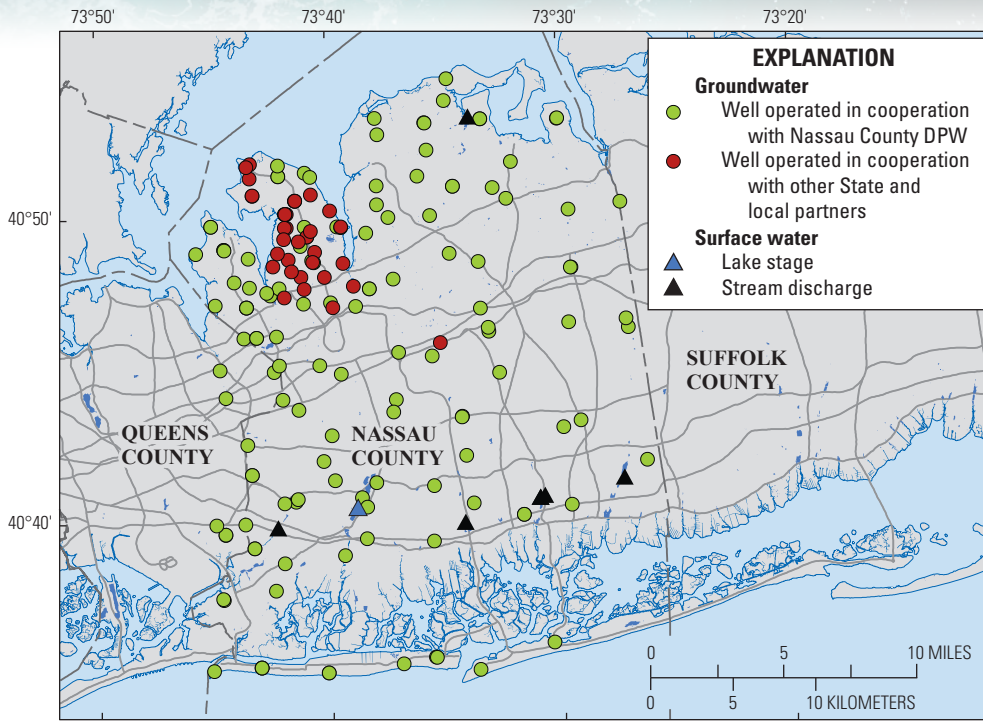 73°50'
73°40'
73°30'
73°20'
EXPLANATION
Groundwater
Well operated in cooperation
with Nassau County DPW
Well operated in cooperation
with other State and
local partners
Surface water
Lake stage
Stream discharge
40°50'
SUFFOLK
COUNTY
QUEENS
COUNTY
NASSAU
COUNTY
40°40'
0 5 10 MILES
0 5 10 KILOMETERS